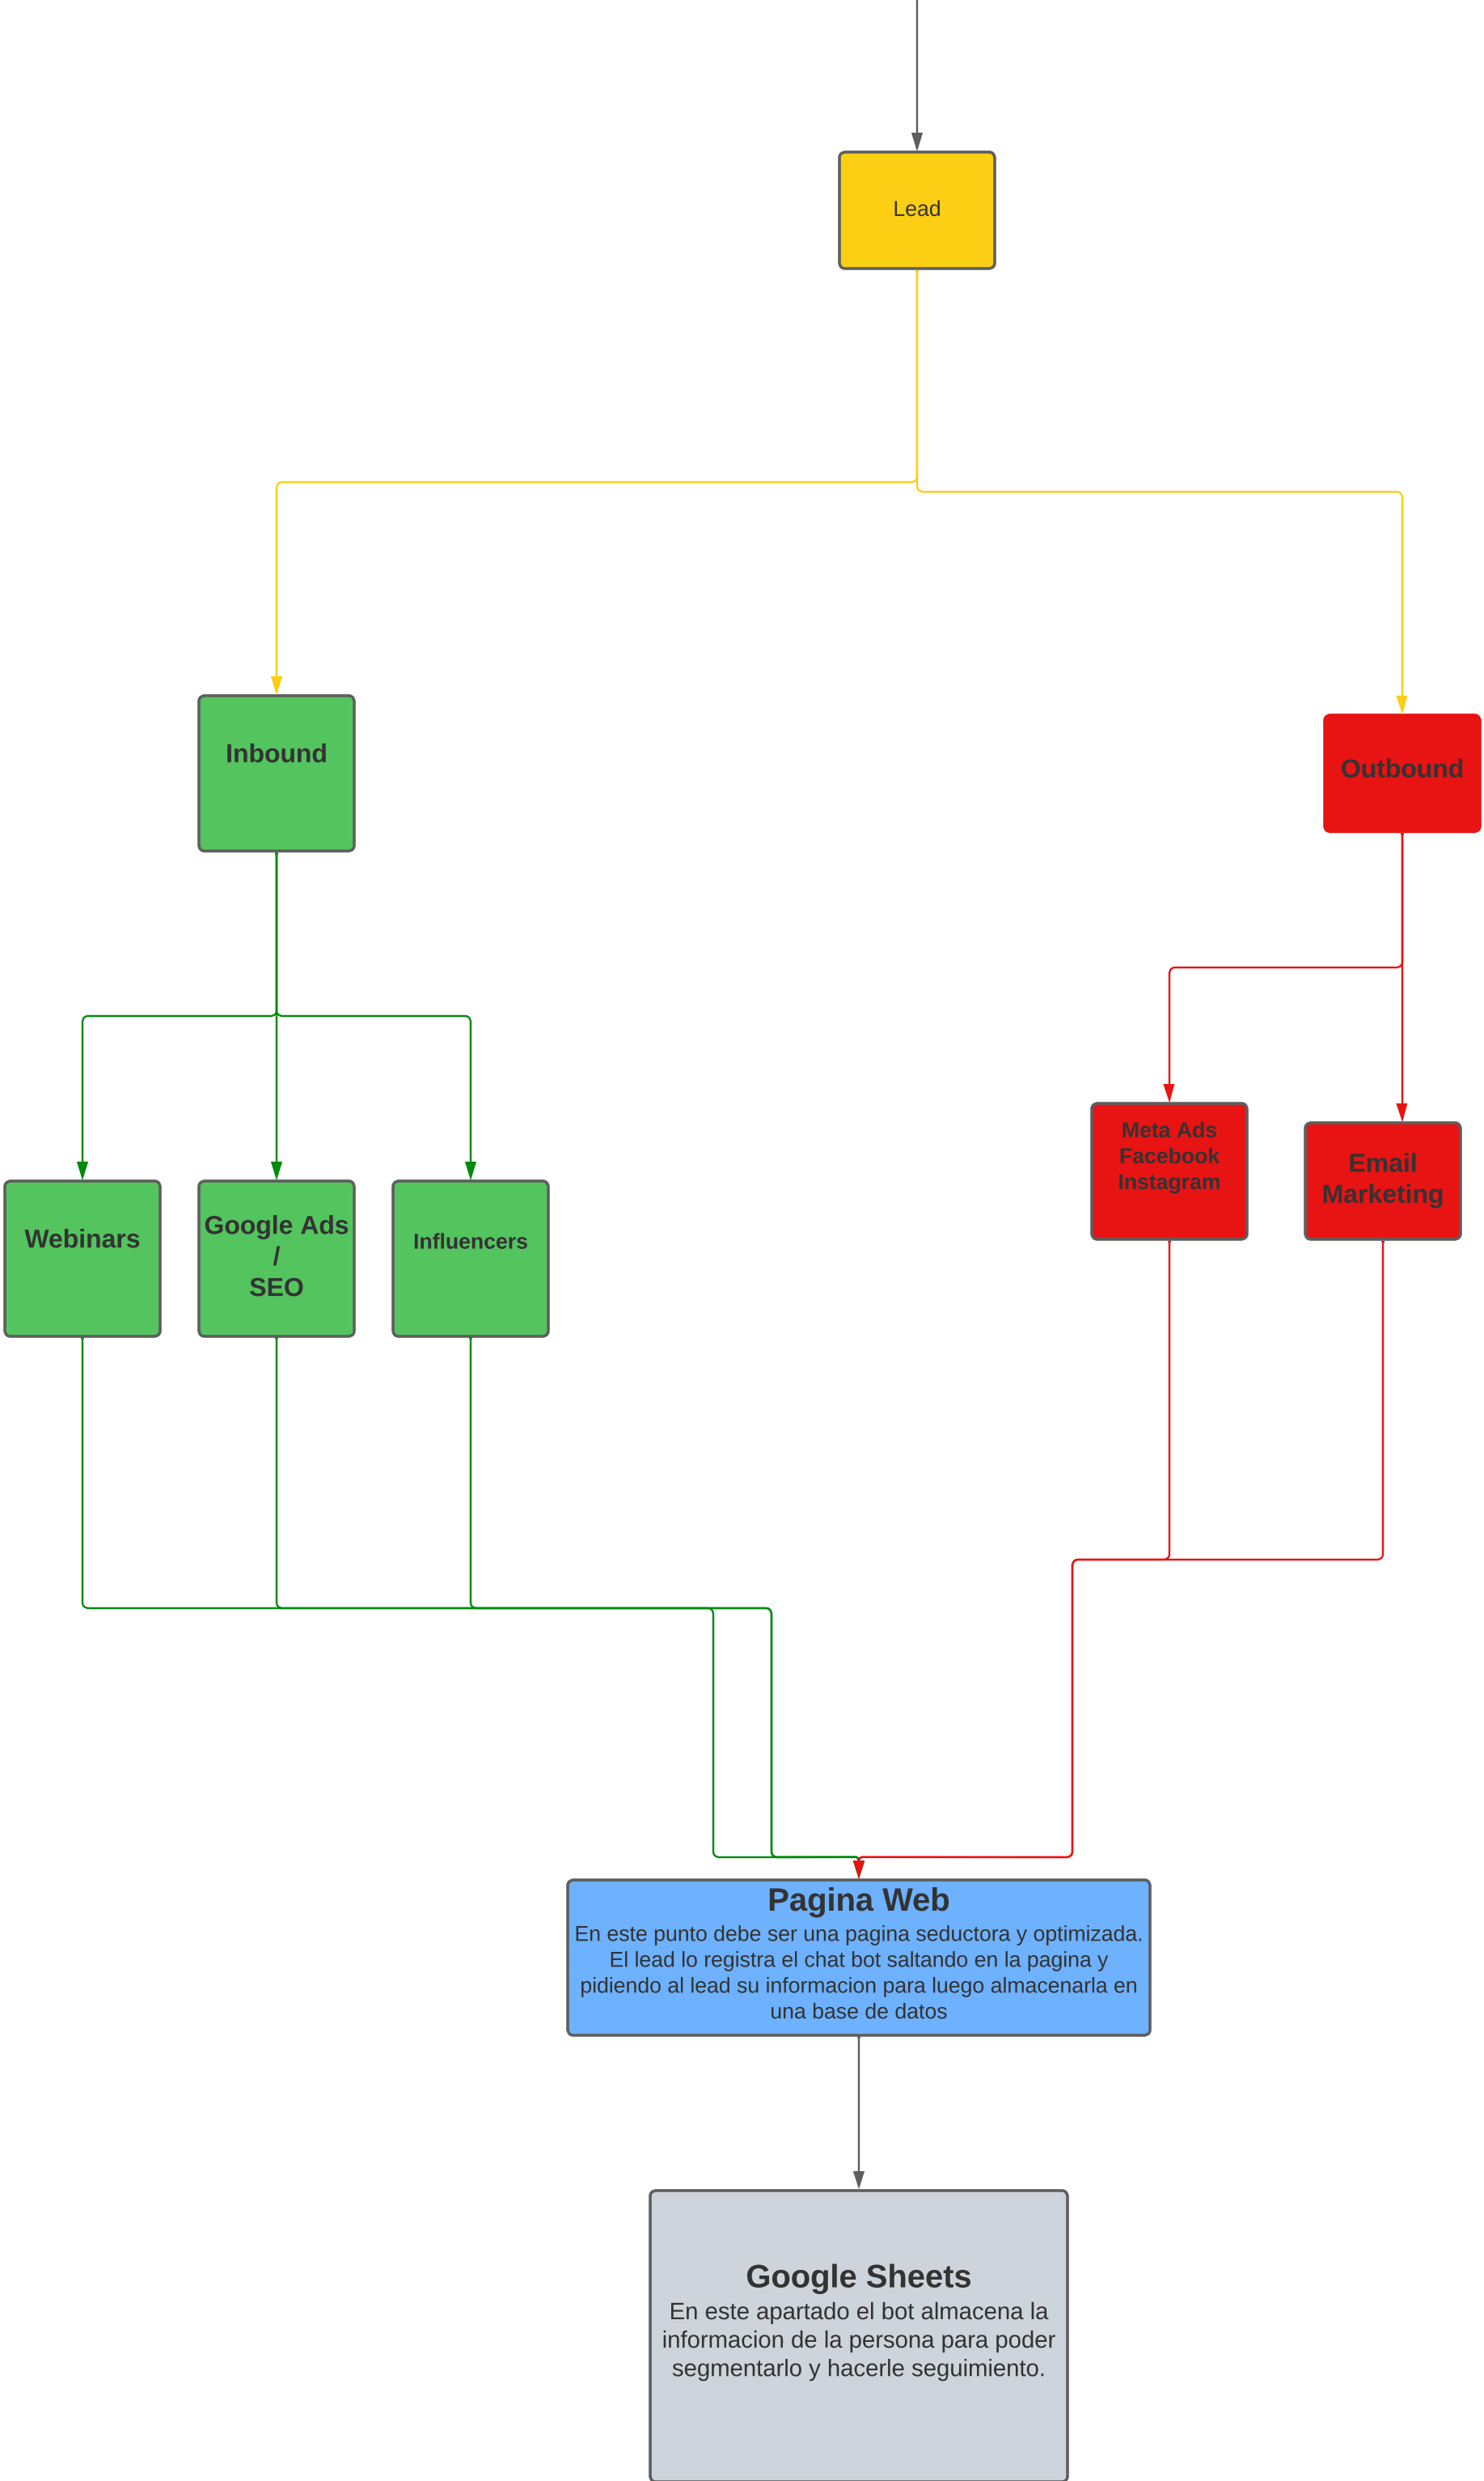 Lead
Inbound
Outbound
Meta Ads
Facebook
Instagram
Email
Marketing
Webinars
Google Ads
/
SEO
Influencers
Pagina Web
En este punto debe ser una pagina seductora y optimizada.
El lead lo registra el chat bot saltando en la pagina y
pidiendo al lead su informacion para luego almacenarla en
una base de datos
Google Sheets
En este apartado el bot almacena la
informacion de la persona para poder
segmentarlo y hacerle seguimiento.